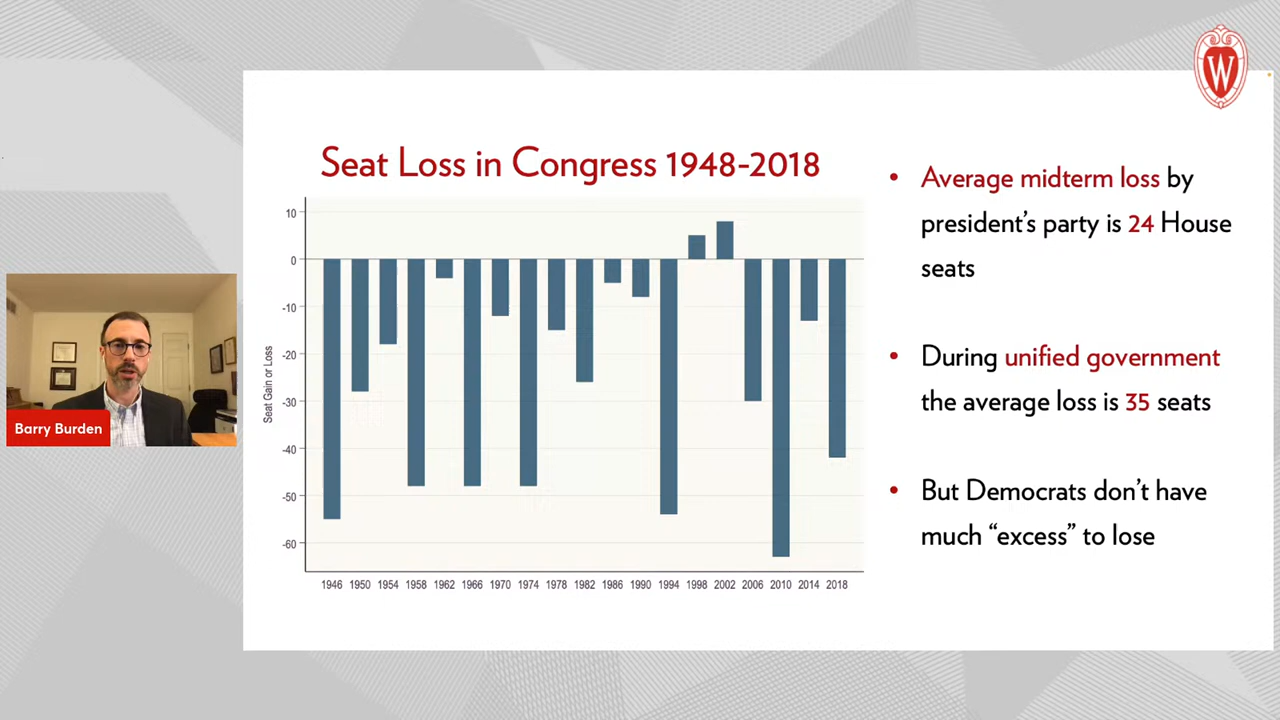 W
Seat Loss in Congress 1948-2018
10
0
-10
-20
-30
-40
-50
-60
Seat Gain or Loss
1946 1950 1954 1958 1962 1966 1970 1974 1978 1982 1986 1990 1994 1998 2002 2006 2010 2014 2018
• Average midterm loss by
president's party is 24 House
seats
• During unified government
the average loss is 35 seats
• But Democrats don't have
much “excess” to lose
Barry Burden